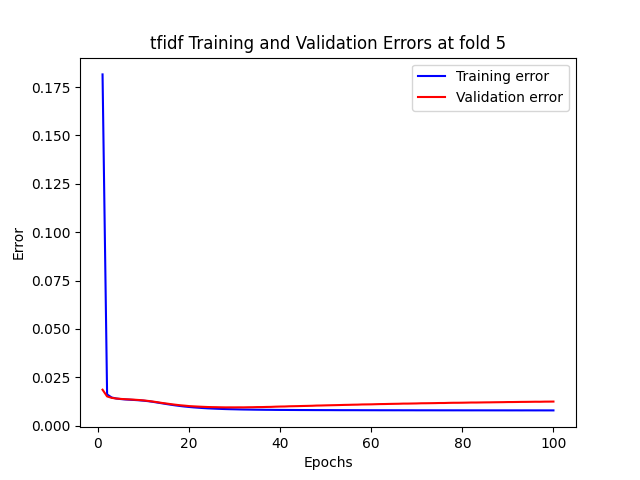 tfidf Training and Validation Errors at fold 5
Training error
Validation error
0.175
0.150
0.125
0.100
0.075
0.050
0.025
0.000
Error
0 20 40 60 80 100
Epochs